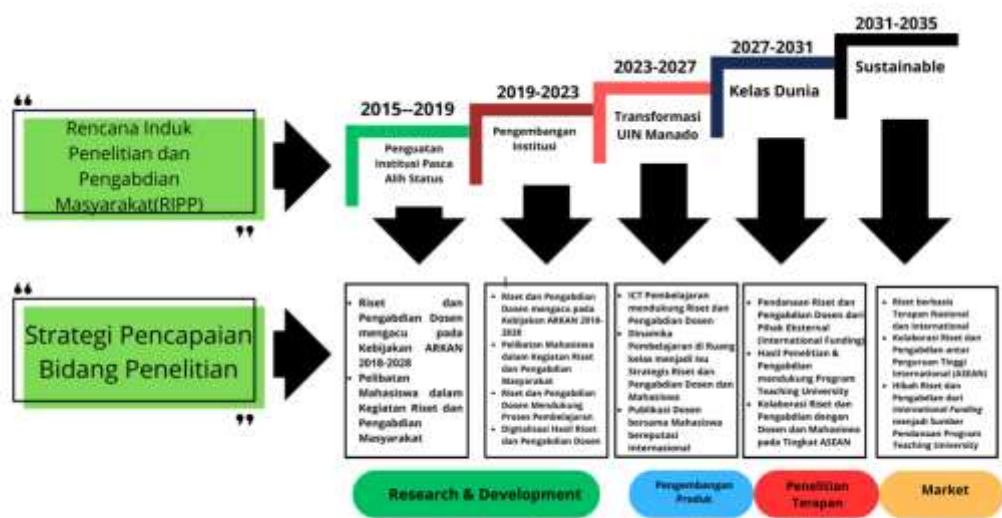 2031-2035
Sustainable
2027-2031
Kelas Dunia
2023-2027
Transformasi
UIN Manado
2019-2023
Pengembangan
Institusi
2015--2019
Penguatan
Institusi Pasca
Alih Status
“
Rencana Induk
Penelitian dan
Pengabdian
Masyarakat(RIPP)
”
“
Strategi Pencapaian
Bidang Penelitian
”
• Riset dan
Pengabdian Dosen
mengacu pada
Kebijakan ARKAN
2018-2028
• Pelibatan
Mahasiswa dalam
Kegiatan Riset dan
Pengabdian
Masyarakat
• Riset dan Pengabdian
Dosen mengacu pada
Kebijakan ARKAN 2018-
2028
• Pelibatan Mahasiswa
dalam Kegiatan Riset
dan Pengabdian
Masyarakat
• Riset dan Pengabdian
Dosen Mendukung
Proses Pembelajaran
• Digitalisasi Hasil Riset
dan Pengabdian Dosen
• ICT Pembelajaran
mendukung Riset dan
Pengabdian Dosen
• Dinamika
Pembelajaran di Ruang
kelas menjadi isu
Strategis Riset dan
Pengabdian Dosen dan
Mahasiswa
• Publikasi Dosen
bersama Mahasiswa
bereputasi
Internasional
• Pendanaan Riset dan
Pengabdian Dosen dari
Pihak Eksternal
(International Funding)
• Hasil Penelitian &
Pengabdian
mendukung Program
Teaching University
• Kolaborasi Riset dan
Pengabdian dengan
Dosen dan Mahasiswa
pada Tingkat ASEAN
• Riset berbasis
Terapan Nasional
dan International
• Kolaborasi Riset dan
Pengabdian antar
Perguruan Tinggi
International (ASEAN)
• Hibah Riset dan
Pengabdian dari
International Funding
menjadi Sumber
Pendanaan Program
Teaching University
Research & Development
Pengembangan
Produk
Penelitian
Terapan
Market